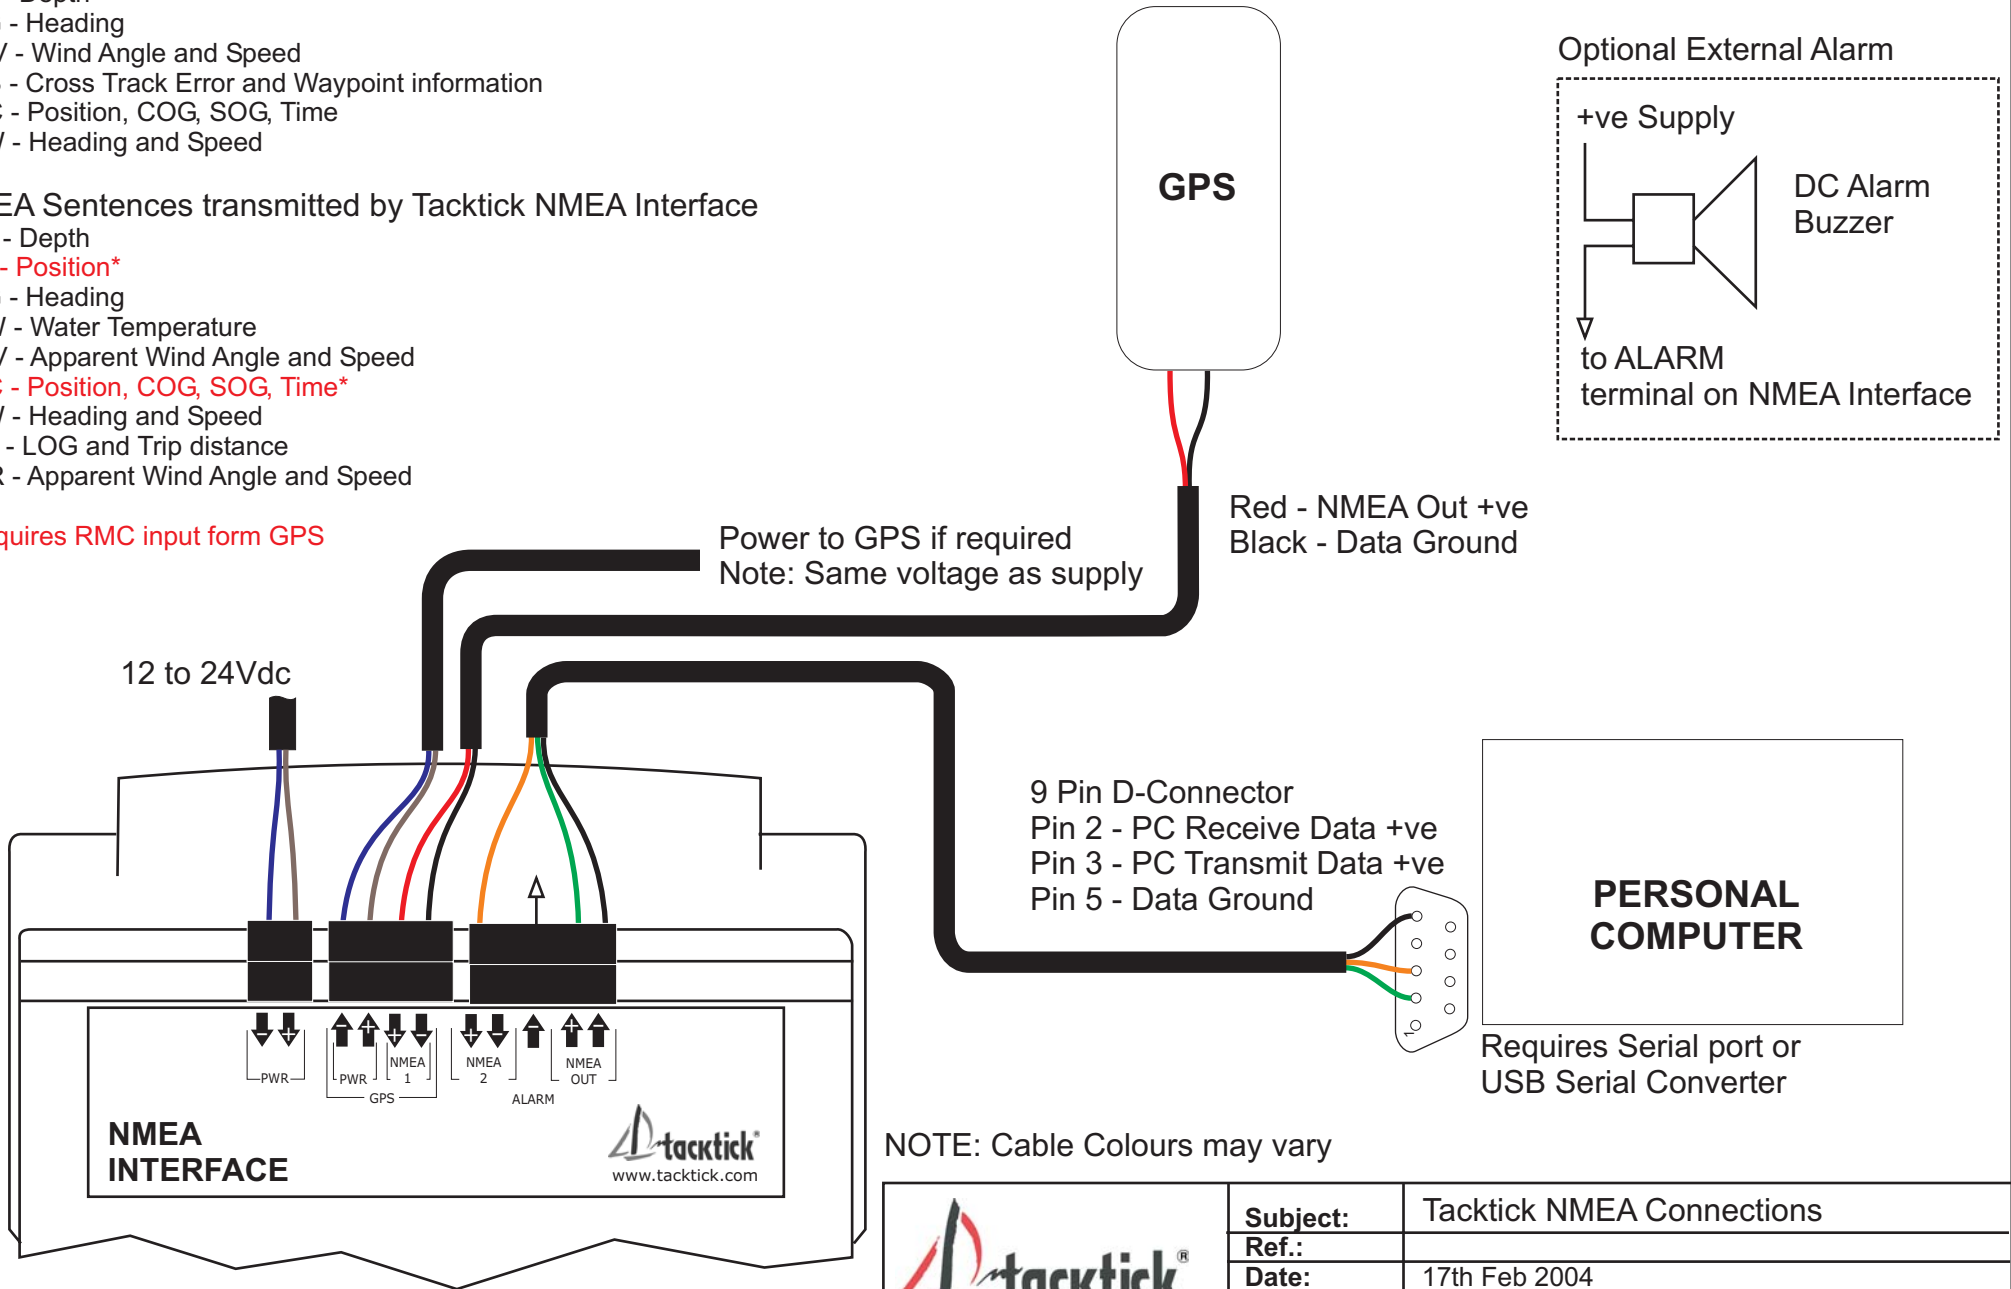 - Heading
- Wind Angle and Speed
- Cross Track Error and Waypoint information
- Position, COG, SOG, Time
- Heading and Speed
Sentences transmitted by Tacktick NMEA Interface
- Depth
- Position*
- Heading
- Water Temperature
- Apparent Wind Angle and Speed
- Position, COG, SOG, Time*
- Heading and Speed
- LOG and Trip distance
- Apparent Wind Angle and Speed
RMC input form GPS
GPS
Optional External Alarm
+ve Supply
DC Alarm
Buzzer
to ALARM
terminal on NMEA Interface
Red - NMEA Out +ve
Black - Data Ground
Power to GPS if required
Note: Same voltage as supply
12 to 24Vdc
9 Pin D-Connector
Pin 2 - PC Receive Data +ve
Pin 3 - PC Transmit Data +ve
Pin 5 - Data Ground
1
PERSONAL
COMPUTER
Requires Serial port or
USB Serial Converter
- + - + + - + - - + -
PWR
PWR
NMEA
1
GPS
NMEA
2
ALARM
NMEA
OUT
NMEA
INTERFACE
tacktick®
www.tacktick.com
NOTE: Cable Colours may vary
tacktick®
Subject: Tacktick NMEA Connections
Ref.:
Date: 17th Feb 2004